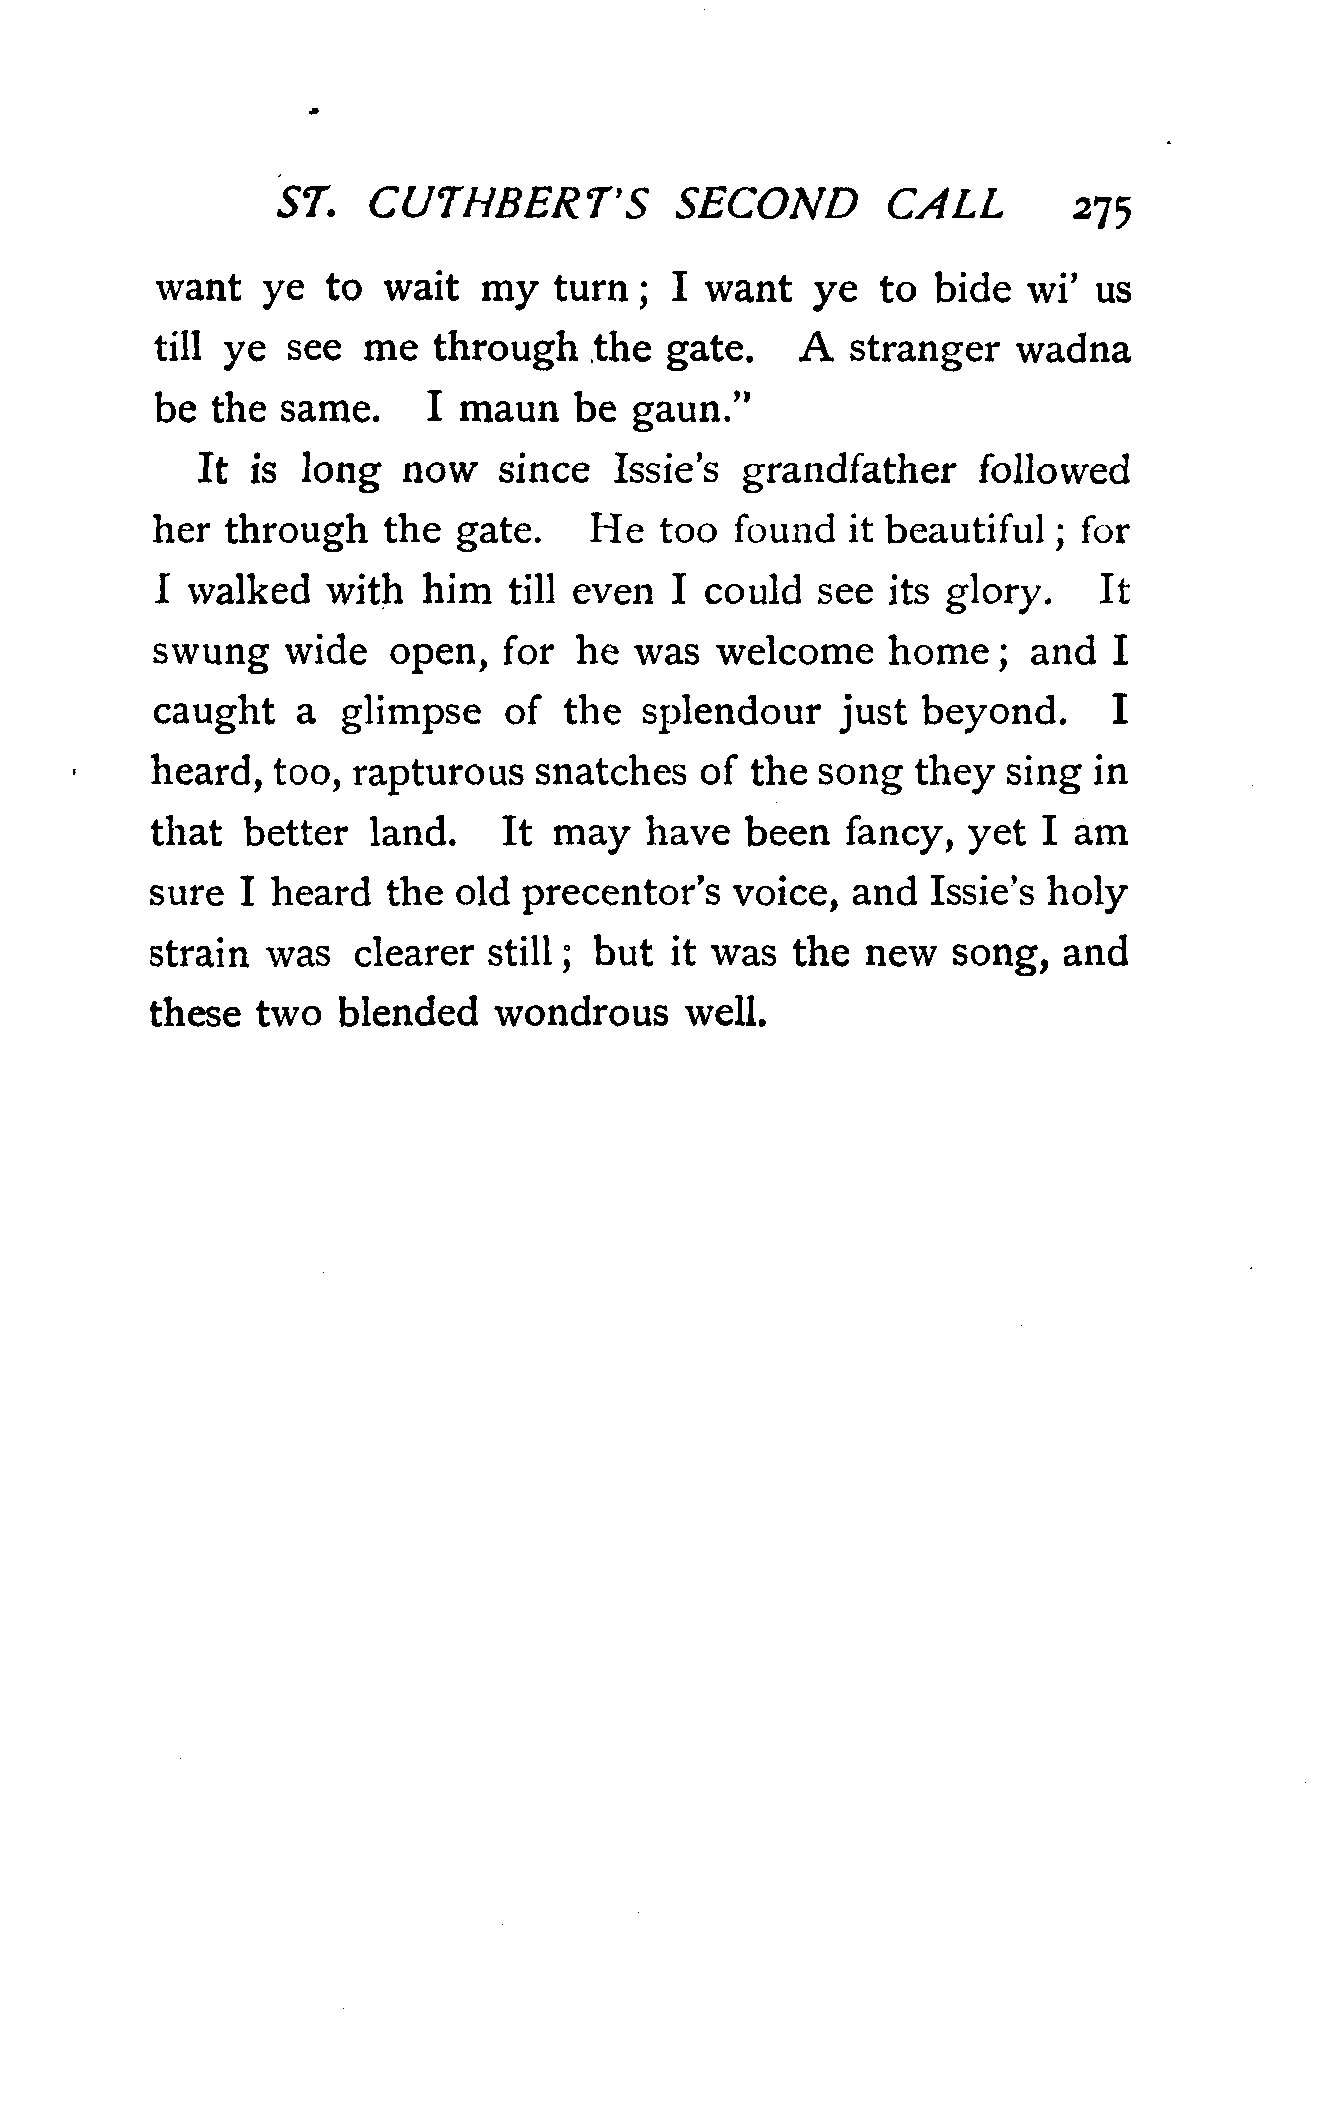 ST. CUTHBERT'S SECOND CALL 275
want ye to wait my turn; I want ye to bide wi' us
till ye see me through the gate. A stranger wadna
be the same. I maun be gaun."
It is long now since Issie's grandfather followed
her through the gate. He too found it beautiful; for
I walked with him till even I could see its glory. It
swung wide open, for he was welcome home; and I
caught a glimpse of the splendour just beyond. I
heard, too, rapturous snatches of the song they sing in
that better land. It may have been fancy, yet I am
sure I heard the old precentor's voice, and Issie's holy
strain was clearer still; but it was the new song, and
these two blended wondrous well.